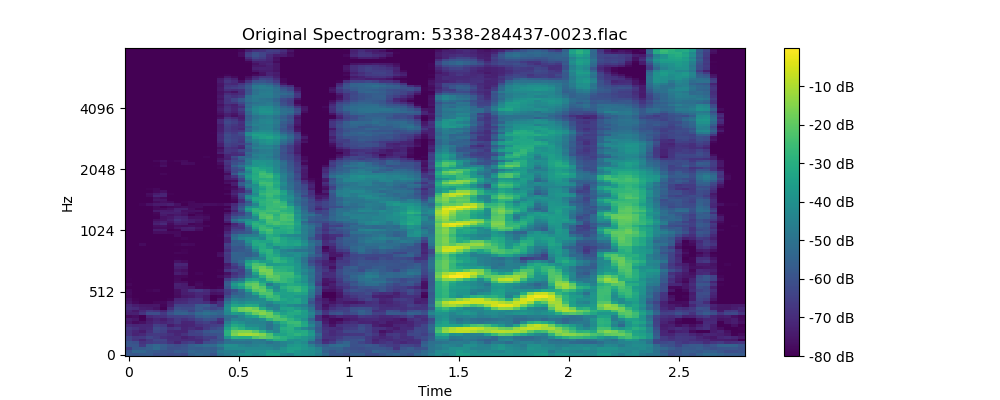 Original Spectrogram: 5338-284437-0023.flac
Hz
4096
2048
1024
512
0
0
0.5
1
1.5
2
2.5
Time
-10 dB
-20 dB
-30 dB
-40 dB
-50 dB
-60 dB
-70 dB
-80 dB